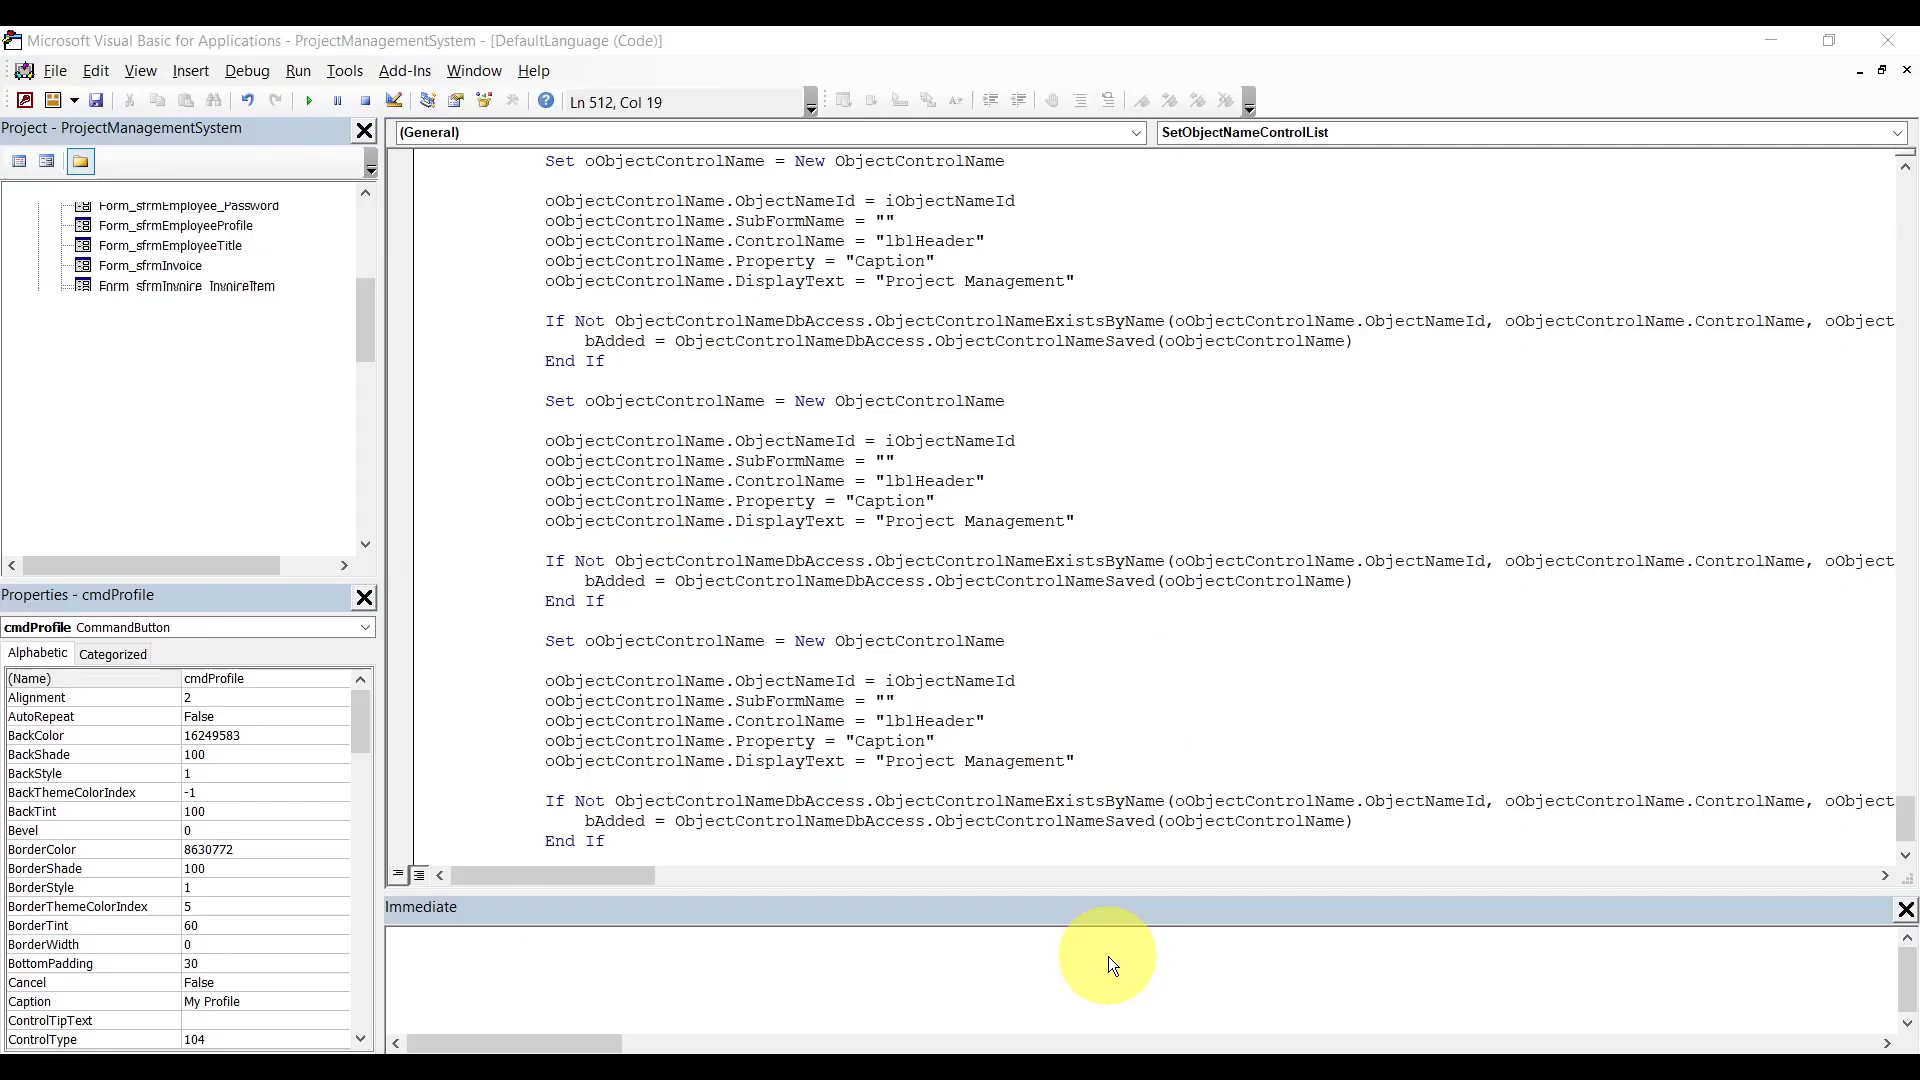 Microsoft Visual Basic for Applications - ProjectManagementSystem - [DefaultLanguage (Code)]
File Edit View Insert Debug Run Tools Add-Ins Window Help
Ln 512, Col 19
Project - ProjectManagementSystem
Form_sfrmEmployee_Password
Form_sfrmEmployeeProfile
Form_sfrmEmployeeTitle
Form_sfrmInvoice
Form_sfrmInvoice_InvoiceItem
Properties - cmdProfile
cmdProfile CommandButton
Alphabetic Categorized
(Name) cmdProfile
Alignment 2
AutoRepeat False
BackColor 16249583
BackShade 100
BackStyle 1
BackThemeColorIndex -1
BackTint 100
Bevel 0
BorderColor 8630772
BorderShade 100
BorderStyle 1
BorderThemeColorIndex 5
BorderTint 60
BorderWidth 0
BottomPadding 30
Cancel False
Caption My Profile
ControlTipText
ControlType 104
(General) SetObjectNameControlList
Set oObjectControlName = New ObjectControlName
oObjectControlName.ObjectNameId = iObjectNameId
oObjectControlName.SubFormName = ""
oObjectControlName.ControlName = "lblHeader"
oObjectControlName.Property = "Caption"
oObjectControlName.DisplayText = "Project Management"
If Not ObjectControlNameDbAccess.ObjectControlNameExistsByName(oObjectControlName.ObjectNameId, oObjectControlName.ControlName, oObject
bAdded = ObjectControlNameDbAccess.ObjectControlNameSaved(oObjectControlName)
End If
Set oObjectControlName = New ObjectControlName
oObjectControlName.ObjectNameId = iObjectNameId
oObjectControlName.SubFormName = ""
oObjectControlName.ControlName = "lblHeader"
oObjectControlName.Property = "Caption"
oObjectControlName.DisplayText = "Project Management"
If Not ObjectControlNameDbAccess.ObjectControlNameExistsByName(oObjectControlName.ObjectNameId, oObjectControlName.ControlName, oObject
bAdded = ObjectControlNameDbAccess.ObjectControlNameSaved(oObjectControlName)
End If
Set oObjectControlName = New ObjectControlName
oObjectControlName.ObjectNameId = iObjectNameId
oObjectControlName.SubFormName = ""
oObjectControlName.ControlName = "lblHeader"
oObjectControlName.Property = "Caption"
oObjectControlName.DisplayText = "Project Management"
If Not ObjectControlNameDbAccess.ObjectControlNameExistsByName(oObjectControlName.ObjectNameId, oObjectControlName.ControlName, oObject
bAdded = ObjectControlNameDbAccess.ObjectControlNameSaved(oObjectControlName)
End If
Immediate